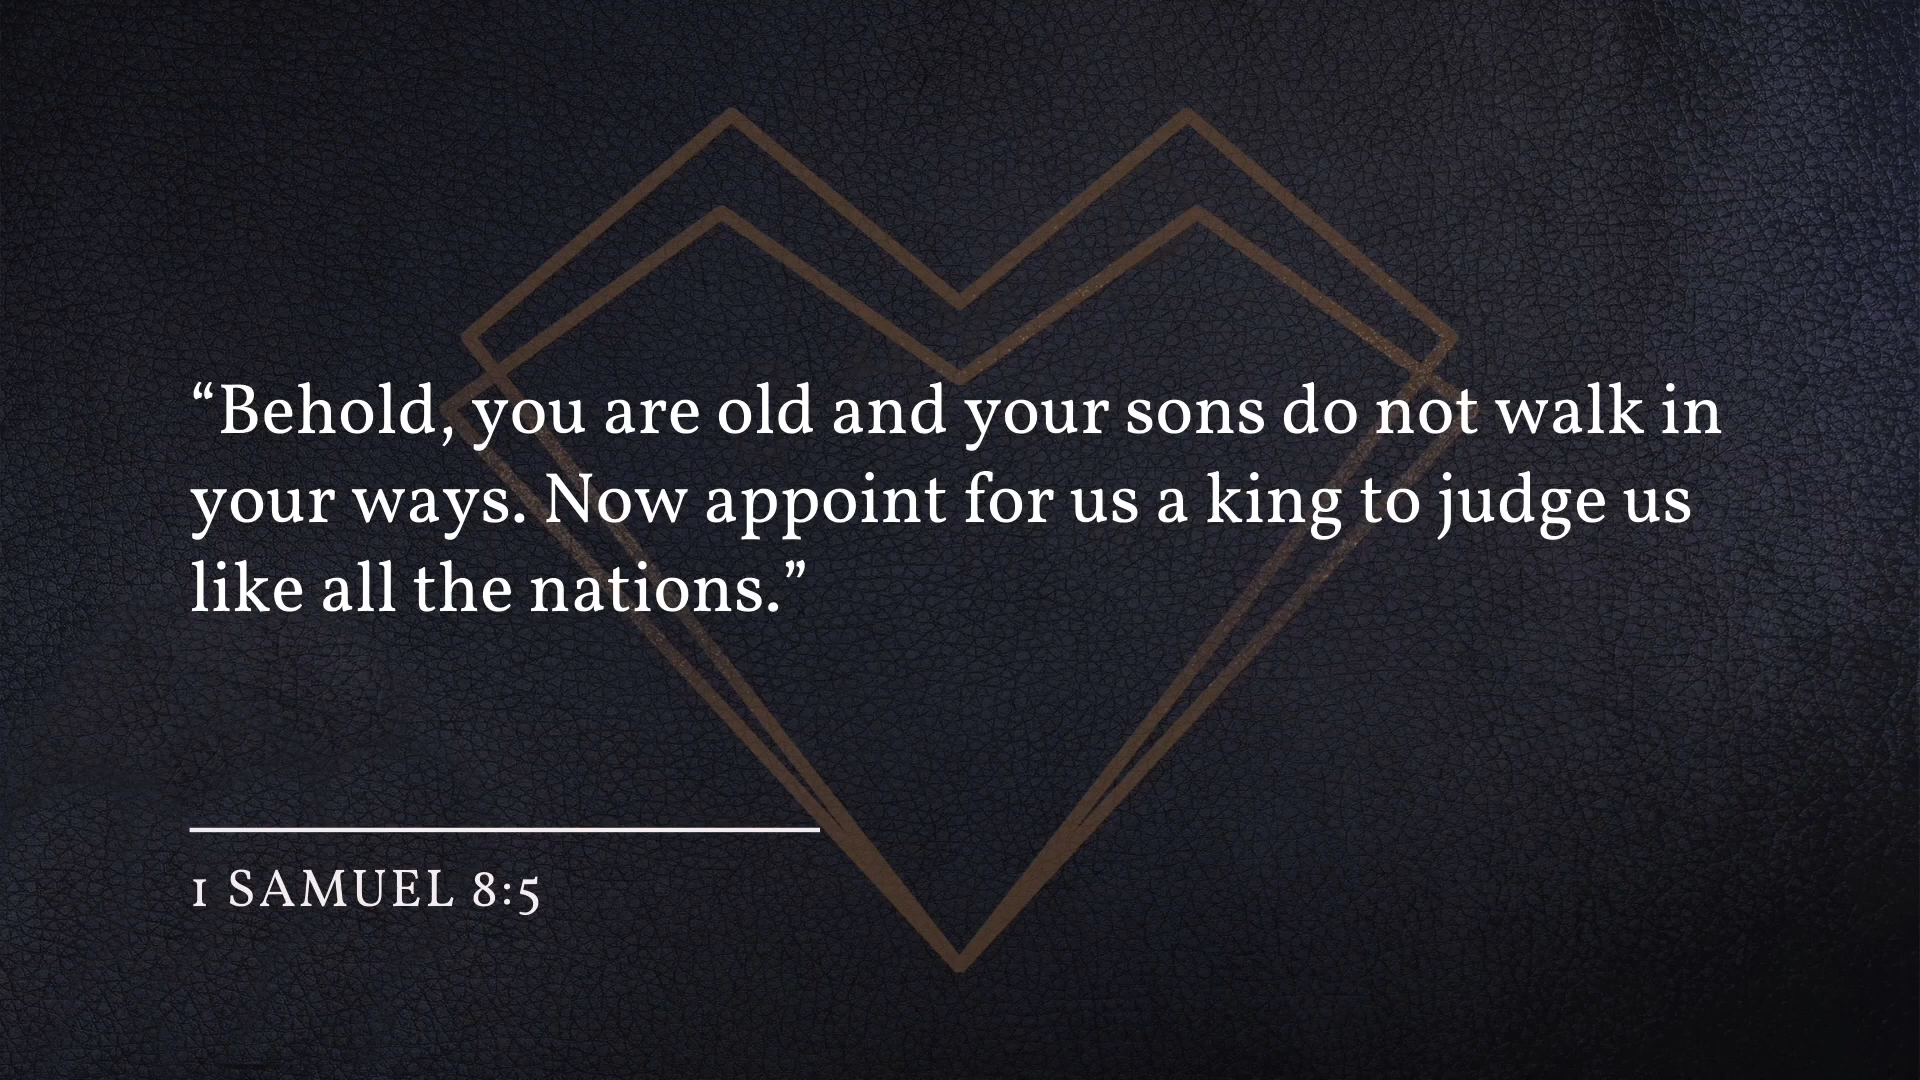 “Behold, you are old and your sons do not walk in
your ways. Now appoint for us a king to judge us
like all the nations.”
1 SAMUEL 8:5